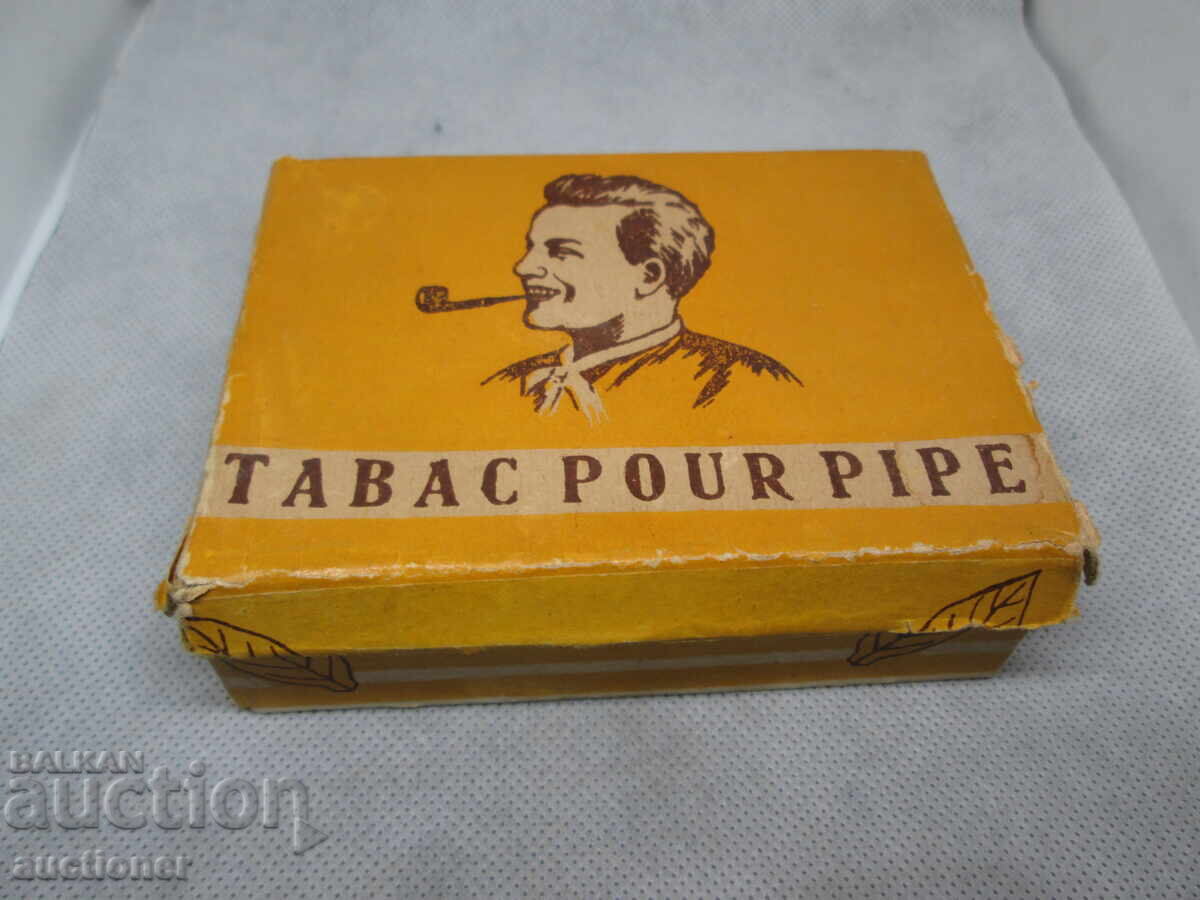 TABAC POUR PIPE
BALKAN
auction
auctioner